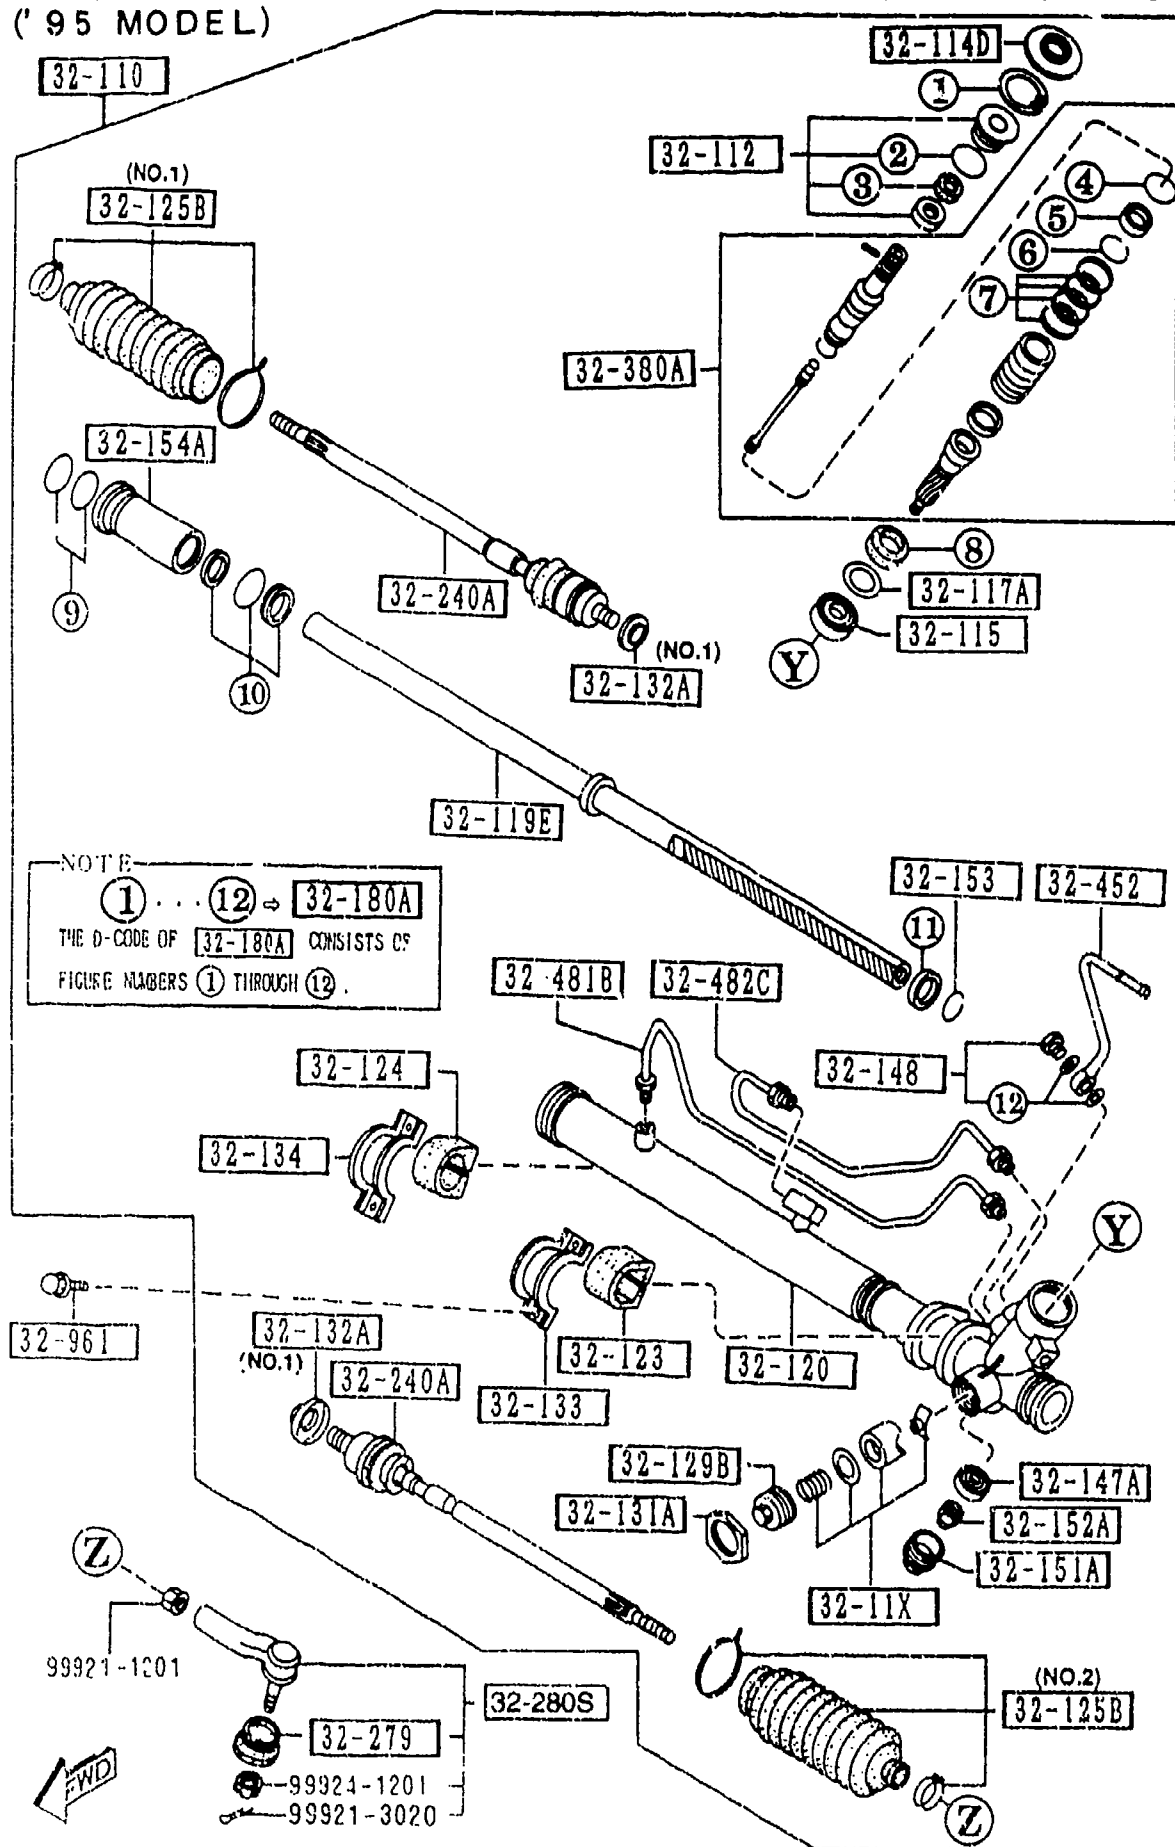 ('95 MODEL)
32-110
32-114D
1
32-112
2
3
4
5
6
7
(NO.1)
32-125B
32-380A
32-154A
9
10
32-240A
(NO.1)
32-132A
8
32-117A
32-115
Y
32-119E
NOTE
1 ... 12 ⇨ 32-180A
THE D-CODE OF 32-180A CONSISTS OF
FIGURE NUMBERS 1 THROUGH 12.
32-153
32-452
11
32-481B
32-482C
32-148
12
32-124
32-134
Y
32-961
32-132A
(NO.1)
32-240A
32-123
32-120
32-133
32-129B
32-131A
32-147A
32-152A
32-151A
32-11X
Z
99921-1201
32-280S
32-279
99924-1201
99921-3020
FWD
(NO.2)
32-125B
Z